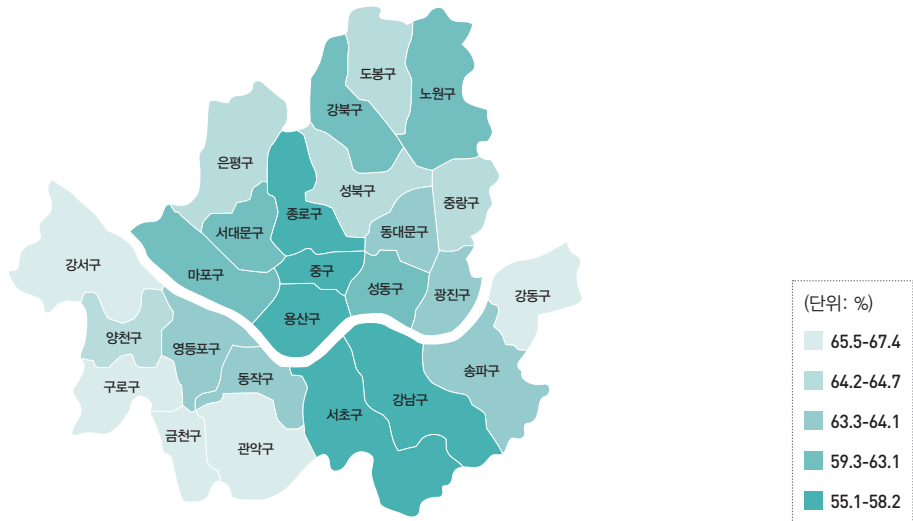 도봉구
노원구
강북구
은평구
성북구
중랑구
종로구
서대문구
동대문구
강서구
마포구
중구
성동구
광진구
강동구
용산구
양천구
영등포구
구로구
동작구
송파구
강남구
서초구
금천구
관악구
(단위: %)
65.5-67.4
64.2-64.7
63.3-64.1
59.3-63.1
55.1-58.2